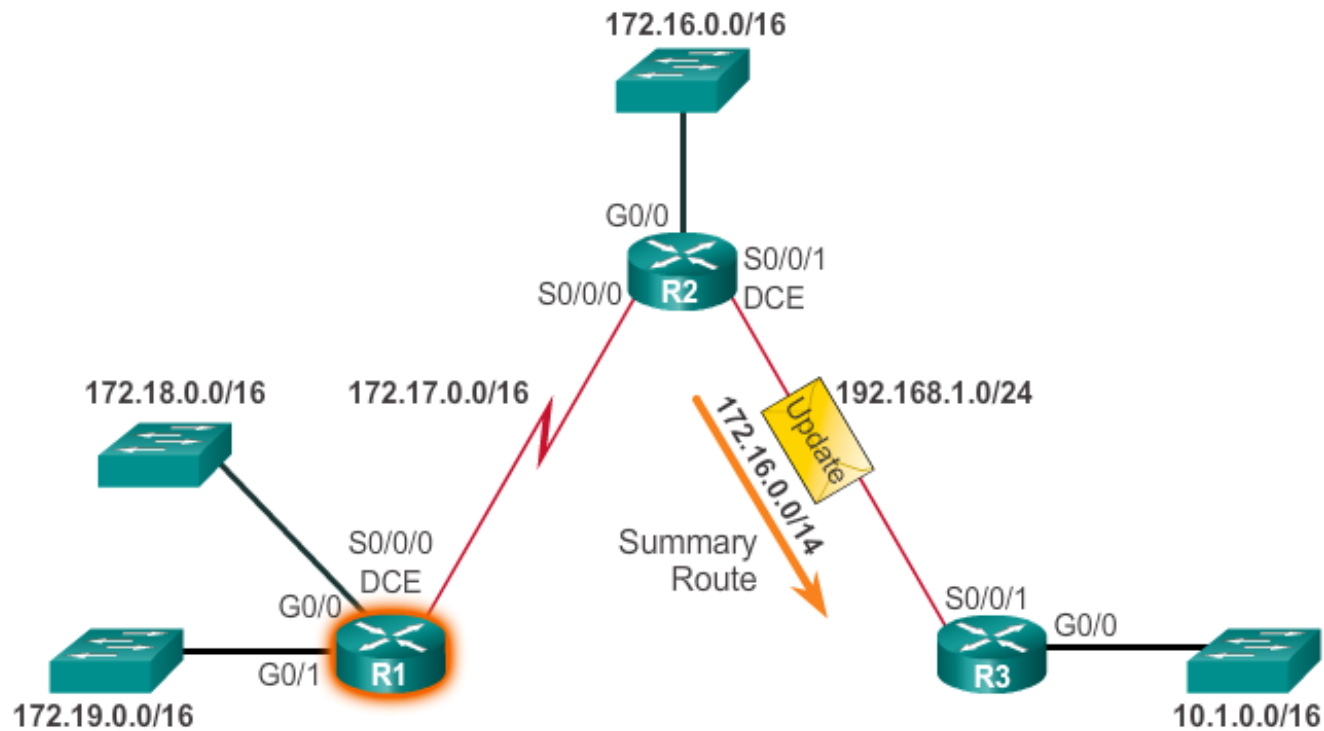 172.16.0.0/16
G0/0
S0/0/1
DCE
R2
S0/0/0
172.18.0.0/16
172.17.0.0/16
192.168.1.0/24
Update
172.16.0.0/14
Summary
Route
S0/0/0
DCE
G0/0
G0/1
R1
172.19.0.0/16
S0/0/1
G0/0
R3
10.1.0.0/16